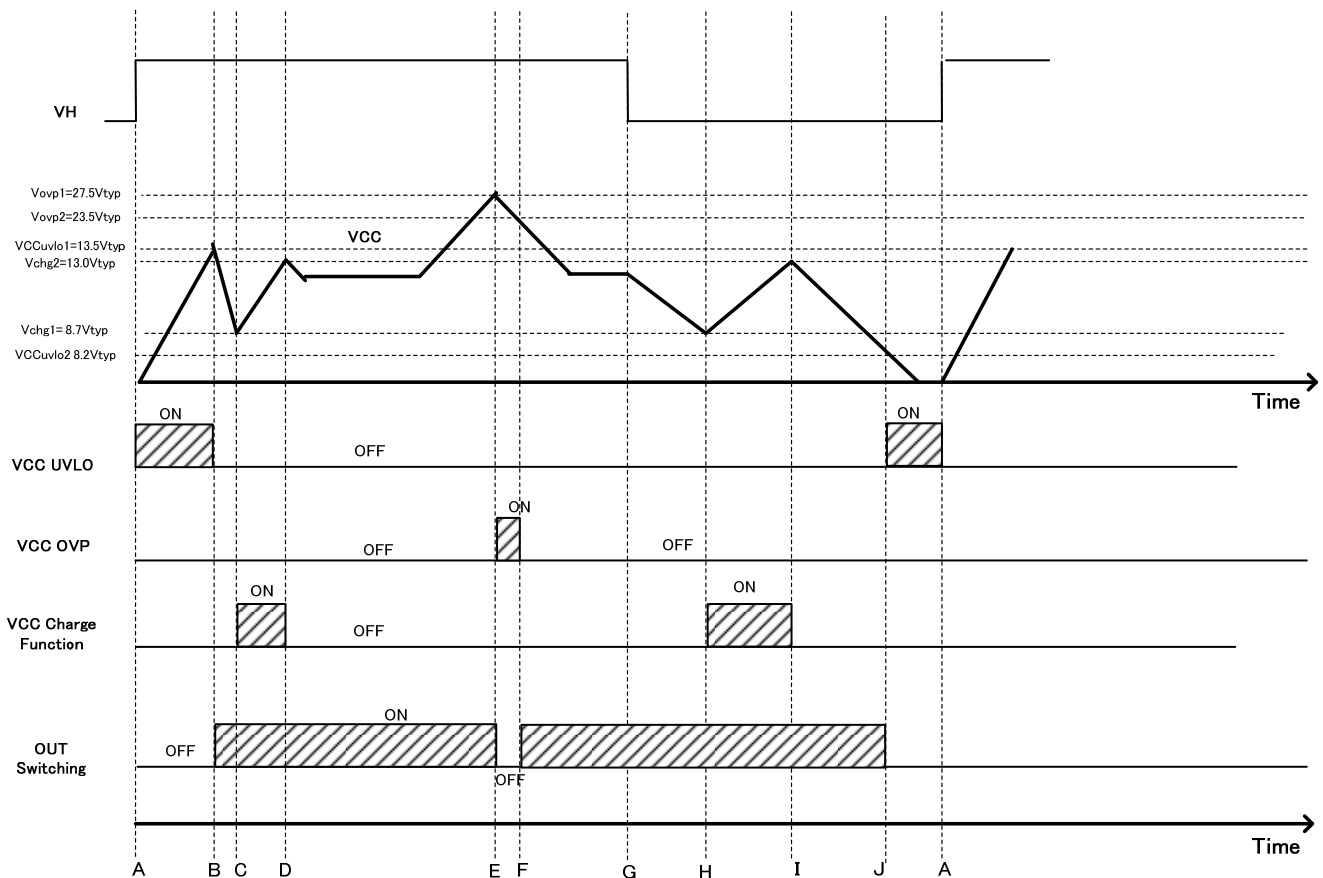 VH
Vovp1=27.5Vtyp
Vovp2=23.5Vtyp
VCCuvlo1=13.5Vtyp
Vchg2=13.0Vtyp
VCC
Vchg1= 8.7Vtyp
VCCuvlo2 8.2Vtyp
Time
ON
ON
VCC UVLO
OFF
ON
VCC OVP
OFF
OFF
ON
ON
VCC Charge
Function
OFF
ON
OUT
Switching
OFF
OFF
Time
A B C D E F G H I J A